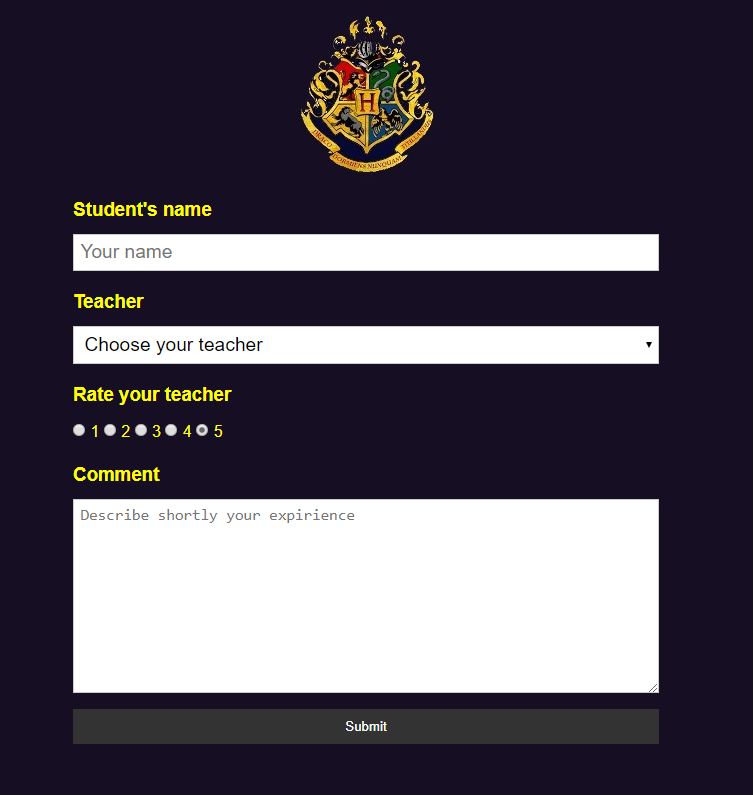 H
DRACO DORMIENS NUNQUAM TITILLANDUS
Student's name
Your name
Teacher
Choose your teacher
Rate your teacher
1 2 3 4 5
Comment
Describe shortly your expirience
Submit